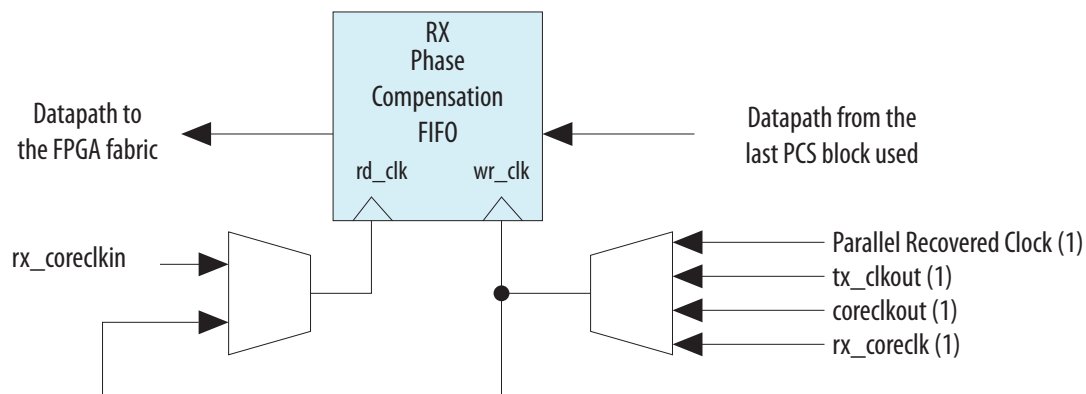 RX
Phase
Compensation
FIFO
Datapath to
the FPGA fabric
Datapath from the
last PCS block used
rd_clk
wr_clk
rx_coreclkin
Parallel Recovered Clock (1)
tx_clkout (1)
coreclkout (1)
rx_coreclk (1)